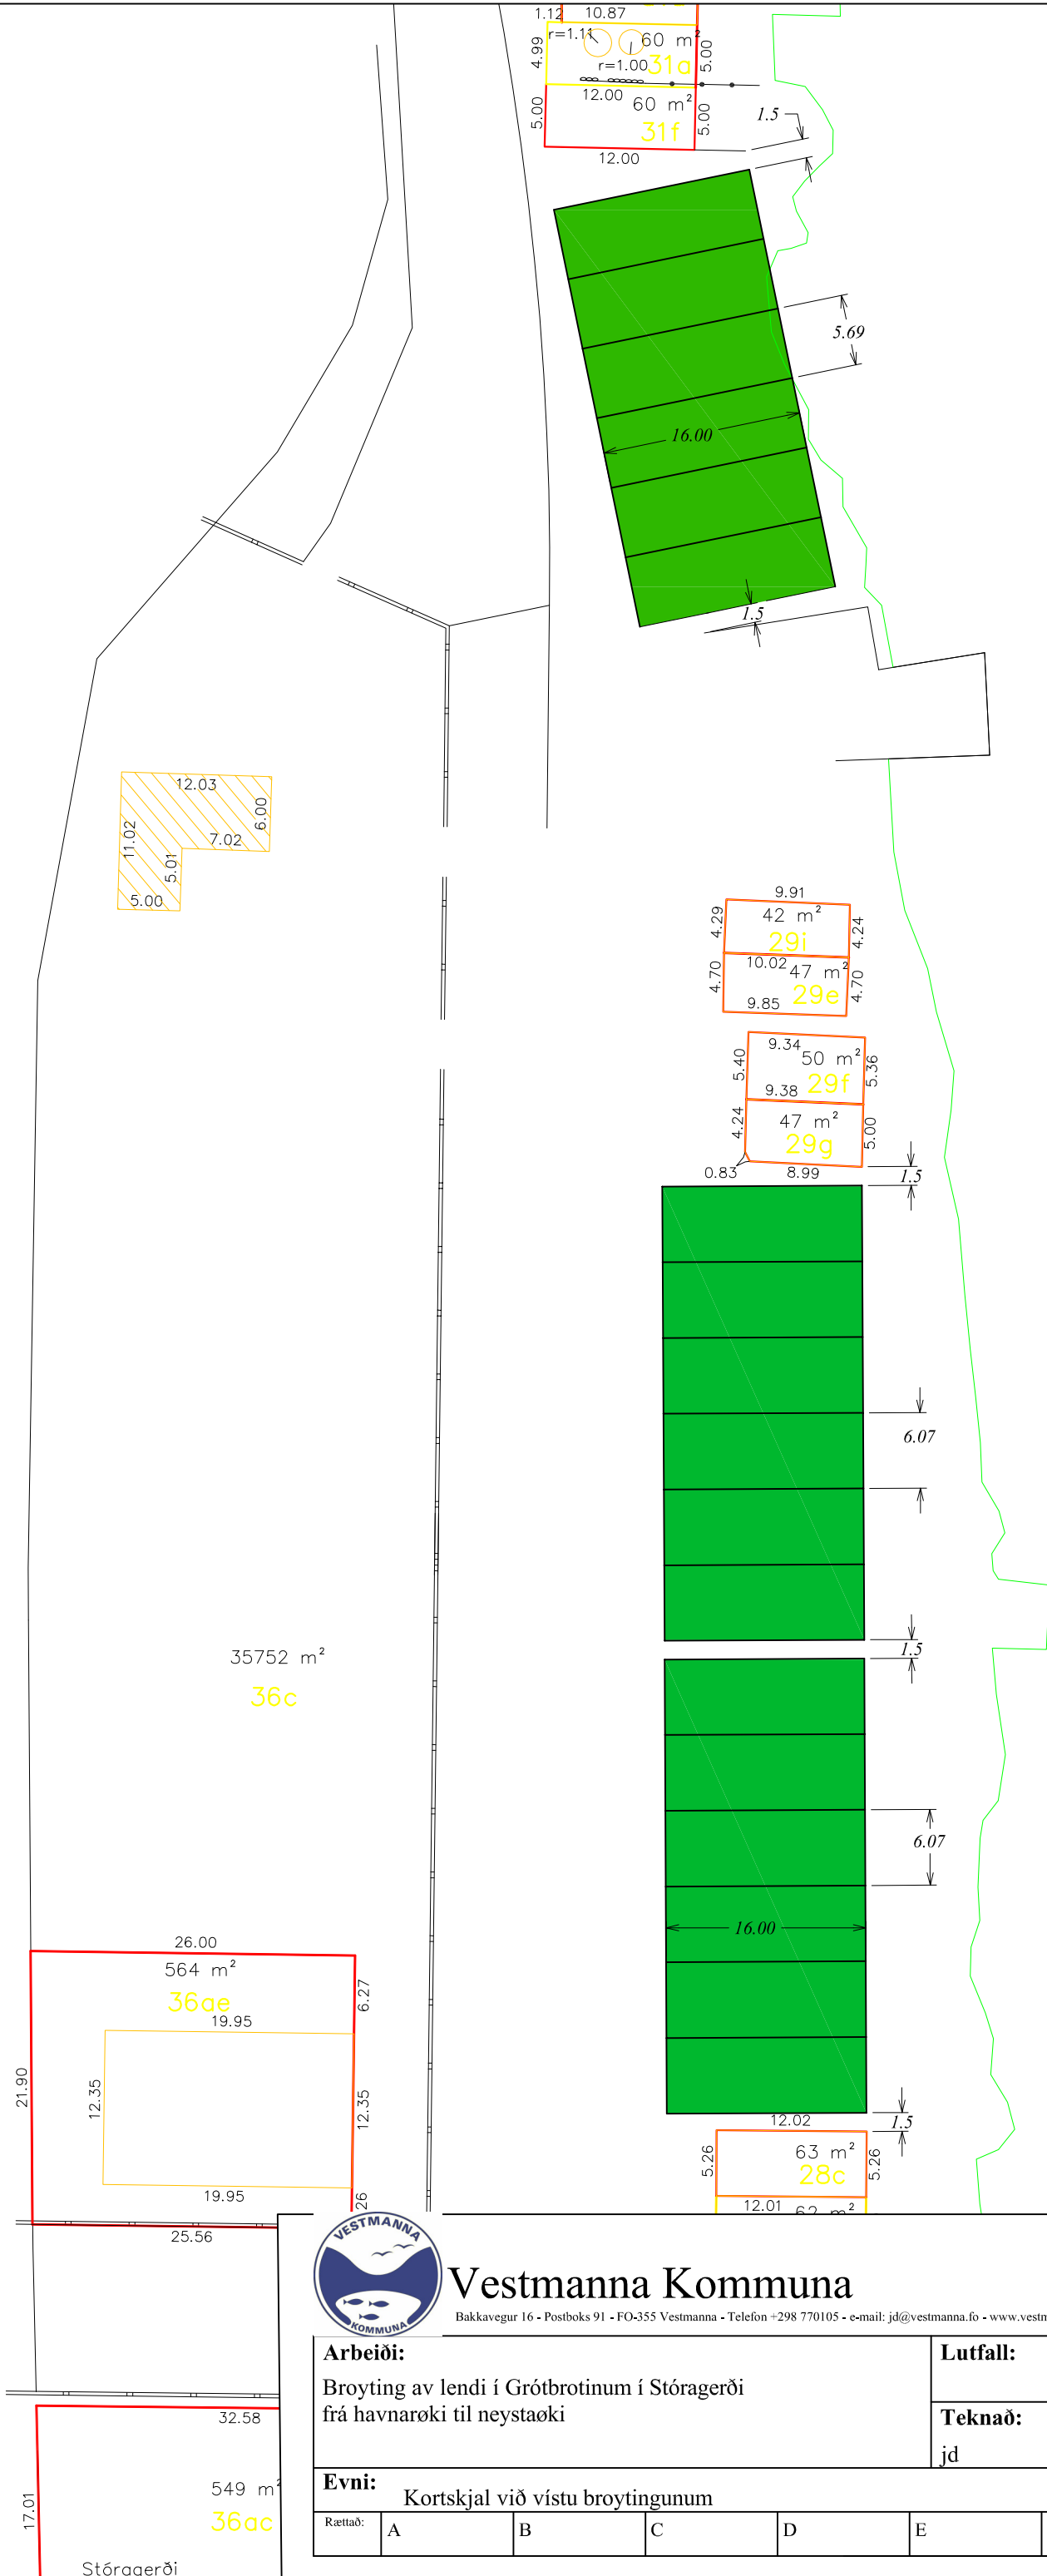 1.12 10.87
r=1.11 60 m²
4.99 31a 5.00
r=1.00
12.00 60 m²
5.00 31f 5.00
12.00
1.5
5.69
16.00
1.5
12.03
6.00
11.02
7.02
5.01
5.00
9.91
4.29 42 m² 4.24
29i
10.02 47 m²
4.70 29e 4.70
9.85
9.34
5.40 50 m² 5.36
29f
9.38
4.24 47 m² 5.00
29g
0.83 8.99
1.5
6.07
1.5
35752 m²
36c
6.07
16.00
26.00
564 m²
36ae 6.27
19.95
21.90
12.35 12.35
19.95
26
25.56
12.02
1.5
5.26 63 m² 5.26
28c
12.01 62 m²
VESTMANNA
KOMMUNA
Vestmanna Kommuna
Bakkavegur 16 - Postboks 91 - FO-355 Vestmanna - Telefon +298 770105 - e-mail: jd@vestmanna.fo - www.vestm
Arbeiði:
Broyting av lendi í Grótbrotinum í Stóragerði
frá havnarøki til neystaøki
Lutfall:
Teknað:
jd
Evni:
Kortskjal við vístu broytingunum
Rættað: A B C D E
32.58
17.01 549 m²
36ac
Stóragerði